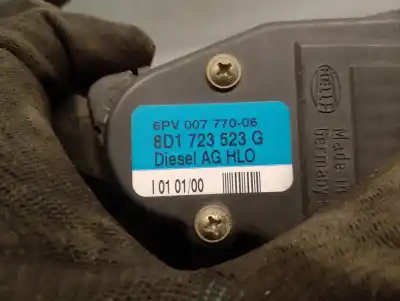 6PV 007 770-06
8D1 723 523 G
Diesel AG HLO
I 01 01/00
Hella
Made in
Germany